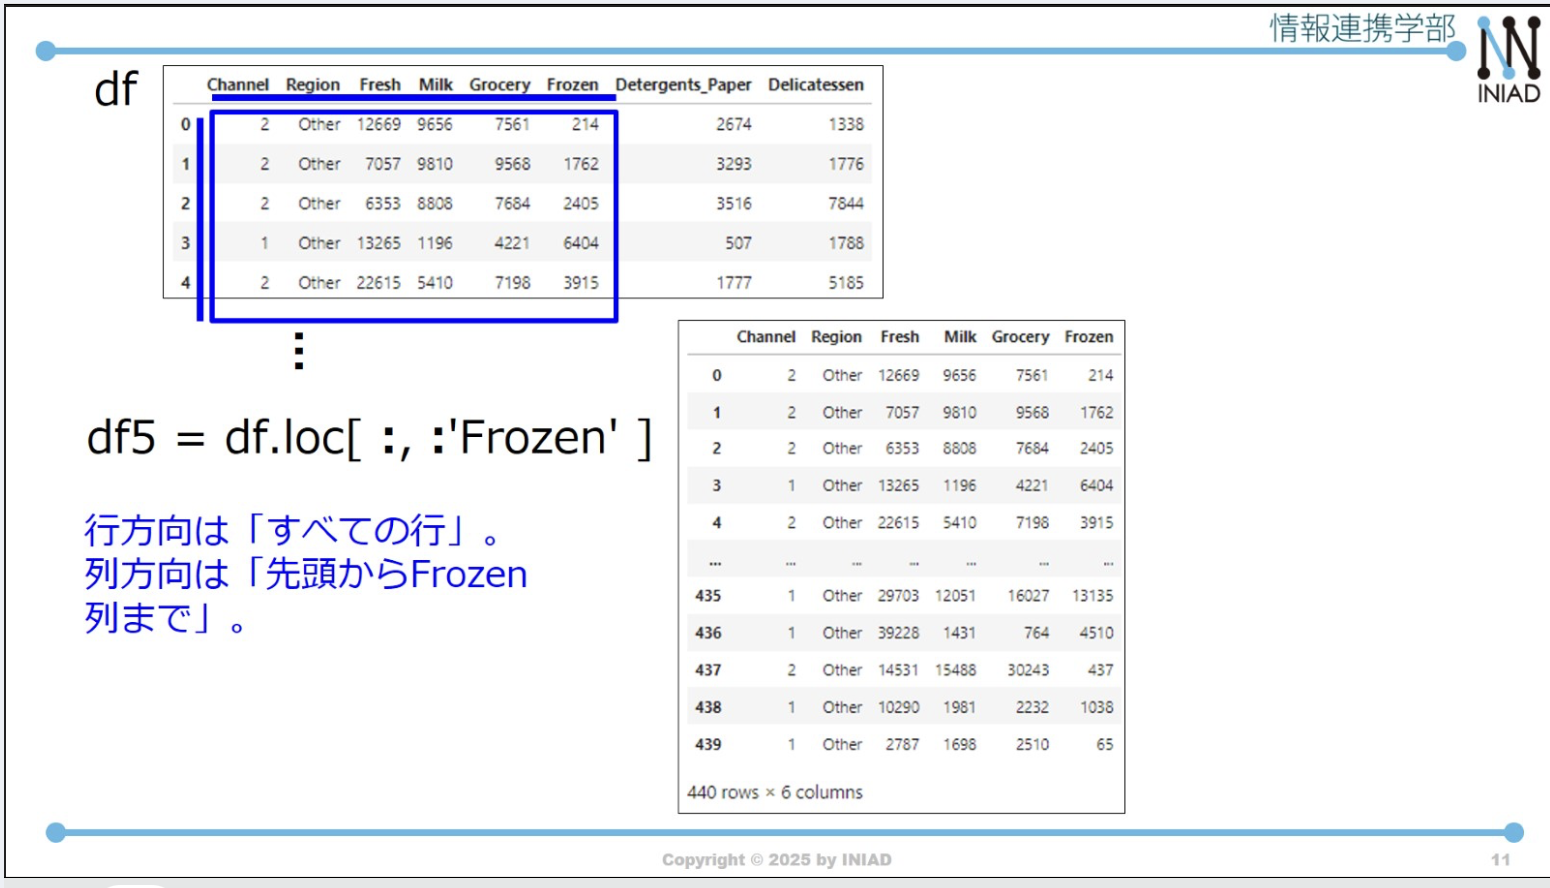 情報連携学部
INIAD
df
Channel Region Fresh Milk Grocery Frozen Detergents_Paper Delicatessen
0 2 Other 12669 9656 7561 214 2674 1338
1 2 Other 7057 9810 9568 1762 3293 1776
2 2 Other 6353 8808 7684 2405 3516 7844
3 1 Other 13265 1196 4221 6404 507 1788
4 2 Other 22615 5410 7198 3915 1777 5185
⋮
df5 = df.loc[ :, :'Frozen' ]
行方向は「すべての行」。
列方向は「先頭からFrozen
列まで」。
Channel Region Fresh Milk Grocery Frozen
0 2 Other 12669 9656 7561 214
1 2 Other 7057 9810 9568 1762
2 2 Other 6353 8808 7684 2405
3 1 Other 13265 1196 4221 6404
4 2 Other 22615 5410 7198 3915
... ... ... ... ... ... ...
435 1 Other 29703 12051 16027 13135
436 1 Other 39228 1431 764 4510
437 2 Other 14531 15488 30243 437
438 1 Other 10290 1981 2232 1038
439 1 Other 2787 1698 2510 65
440 rows × 6 columns
Copyright © 2025 by INIAD
11